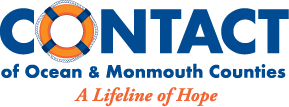 CONTACT
of Ocean & Monmouth Counties
A Lifeline of Hope